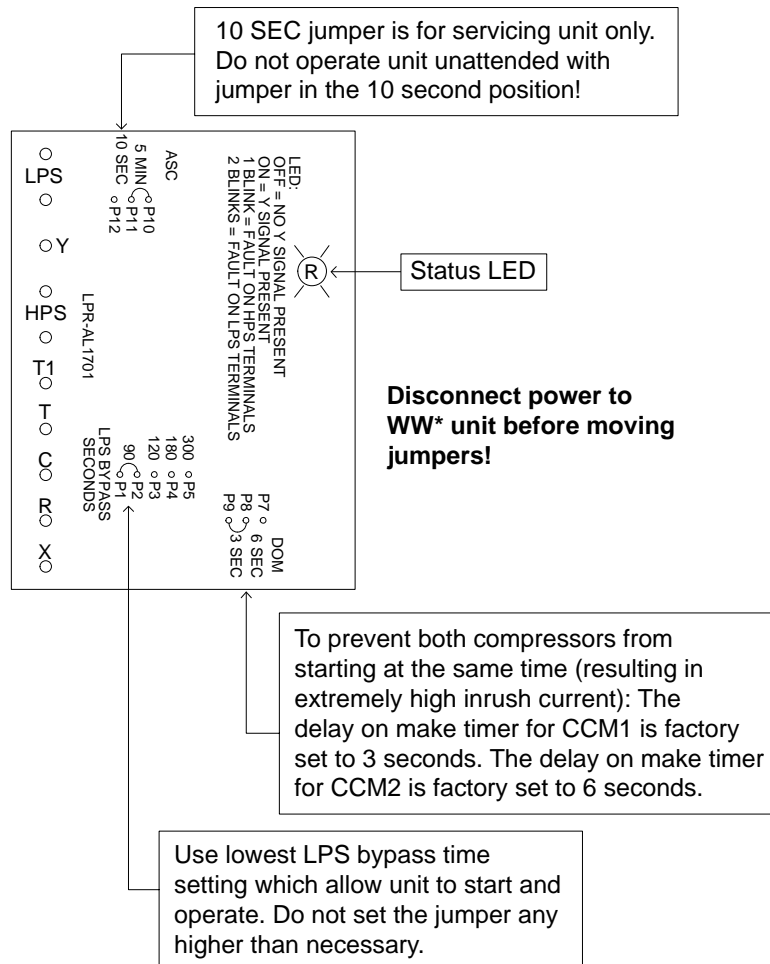 10 SEC jumper is for servicing unit only.
Do not operate unit unattended with
jumper in the 10 second position!
LPS
Y
HPS
T1
T
C
R
X
ASC
5 MIN
10 SEC
P10
P11
P12
LPR-AL1701
LED:
OFF = NO Y SIGNAL PRESENT
ON = Y SIGNAL PRESENT
1 BLINK = FAULT ON HPS TERMINALS
2 BLINKS = FAULT ON LPS TERMINALS
R
Status LED
Disconnect power to
WW* unit before moving
jumpers!
300 P5
180 P4
120 P3
90 P2
P1
LPS BYPASS
SECONDS
DOM
P7 6 SEC
P8
P9 3 SEC
To prevent both compressors from
starting at the same time (resulting in
extremely high inrush current): The
delay on make timer for CCM1 is factory
set to 3 seconds. The delay on make timer
for CCM2 is factory set to 6 seconds.
Use lowest LPS bypass time
setting which allow unit to start and
operate. Do not set the jumper any
higher than necessary.